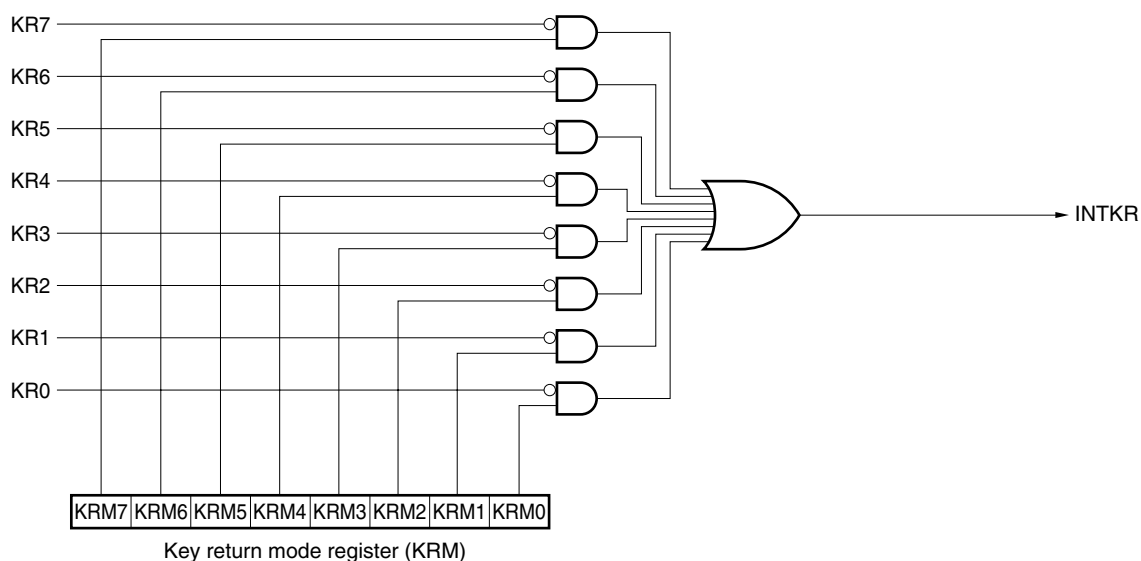 KR7
KR6
KR5
KR4
KR3
INTKR
KR2
KR1
KR0
KRM7 KRM6 KRM5 KRM4 KRM3 KRM2 KRM1 KRM0
Key return mode register (KRM)